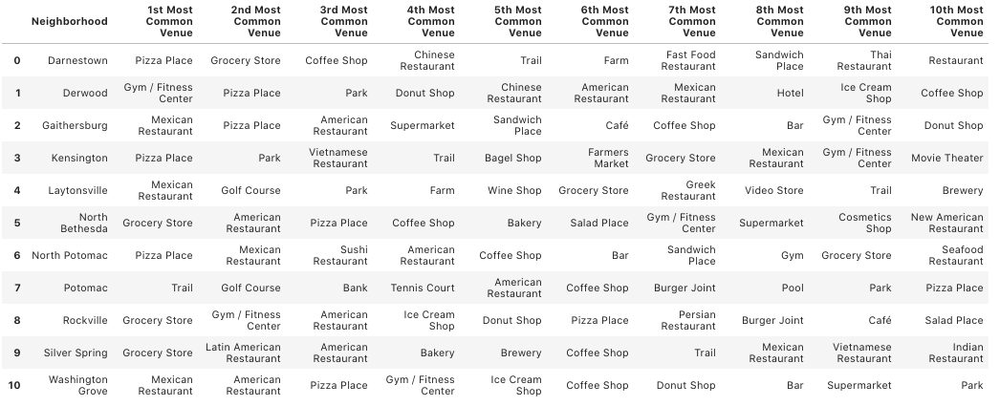 Neighborhood 1st Most Common Venue 2nd Most Common Venue 3rd Most Common Venue 4th Most Common Venue 5th Most Common Venue 6th Most Common Venue 7th Most Common Venue 8th Most Common Venue 9th Most Common Venue 10th Most Common Venue
0 Darnestown Pizza Place Grocery Store Coffee Shop Chinese Restaurant Trail Farm Fast Food Restaurant Sandwich Place Thai Restaurant Restaurant
1 Derwood Gym / Fitness Center Pizza Place Park Donut Shop Chinese Restaurant American Restaurant Mexican Restaurant Hotel Ice Cream Shop Coffee Shop
2 Gaithersburg Mexican Restaurant Pizza Place American Restaurant Supermarket Sandwich Place Café Coffee Shop Bar Gym / Fitness Center Donut Shop
3 Kensington Pizza Place Park Vietnamese Restaurant Trail Bagel Shop Farmers Market Grocery Store Mexican Restaurant Gym / Fitness Center Movie Theater
4 Laytonsville Mexican Restaurant Golf Course Park Farm Wine Shop Grocery Store Greek Restaurant Video Store Trail Brewery
5 North Bethesda Grocery Store American Restaurant Pizza Place Coffee Shop Bakery Salad Place Gym / Fitness Center Supermarket Cosmetics Shop New American Restaurant
6 North Potomac Pizza Place Mexican Restaurant Sushi Restaurant American Restaurant Coffee Shop Bar Sandwich Place Gym Grocery Store Seafood Restaurant
7 Potomac Trail Golf Course Bank Tennis Court American Restaurant Coffee Shop Burger Joint Pool Park Pizza Place
8 Rockville Grocery Store Gym / Fitness Center American Restaurant Ice Cream Shop Donut Shop Pizza Place Persian Restaurant Burger Joint Café Salad Place
9 Silver Spring Grocery Store Latin American Restaurant American Restaurant Bakery Brewery Coffee Shop Trail Mexican Restaurant Vietnamese Restaurant Indian Restaurant
10 Washington Grove Mexican Restaurant American Restaurant Pizza Place Gym / Fitness Center Ice Cream Shop Coffee Shop Donut Shop Bar Supermarket Park